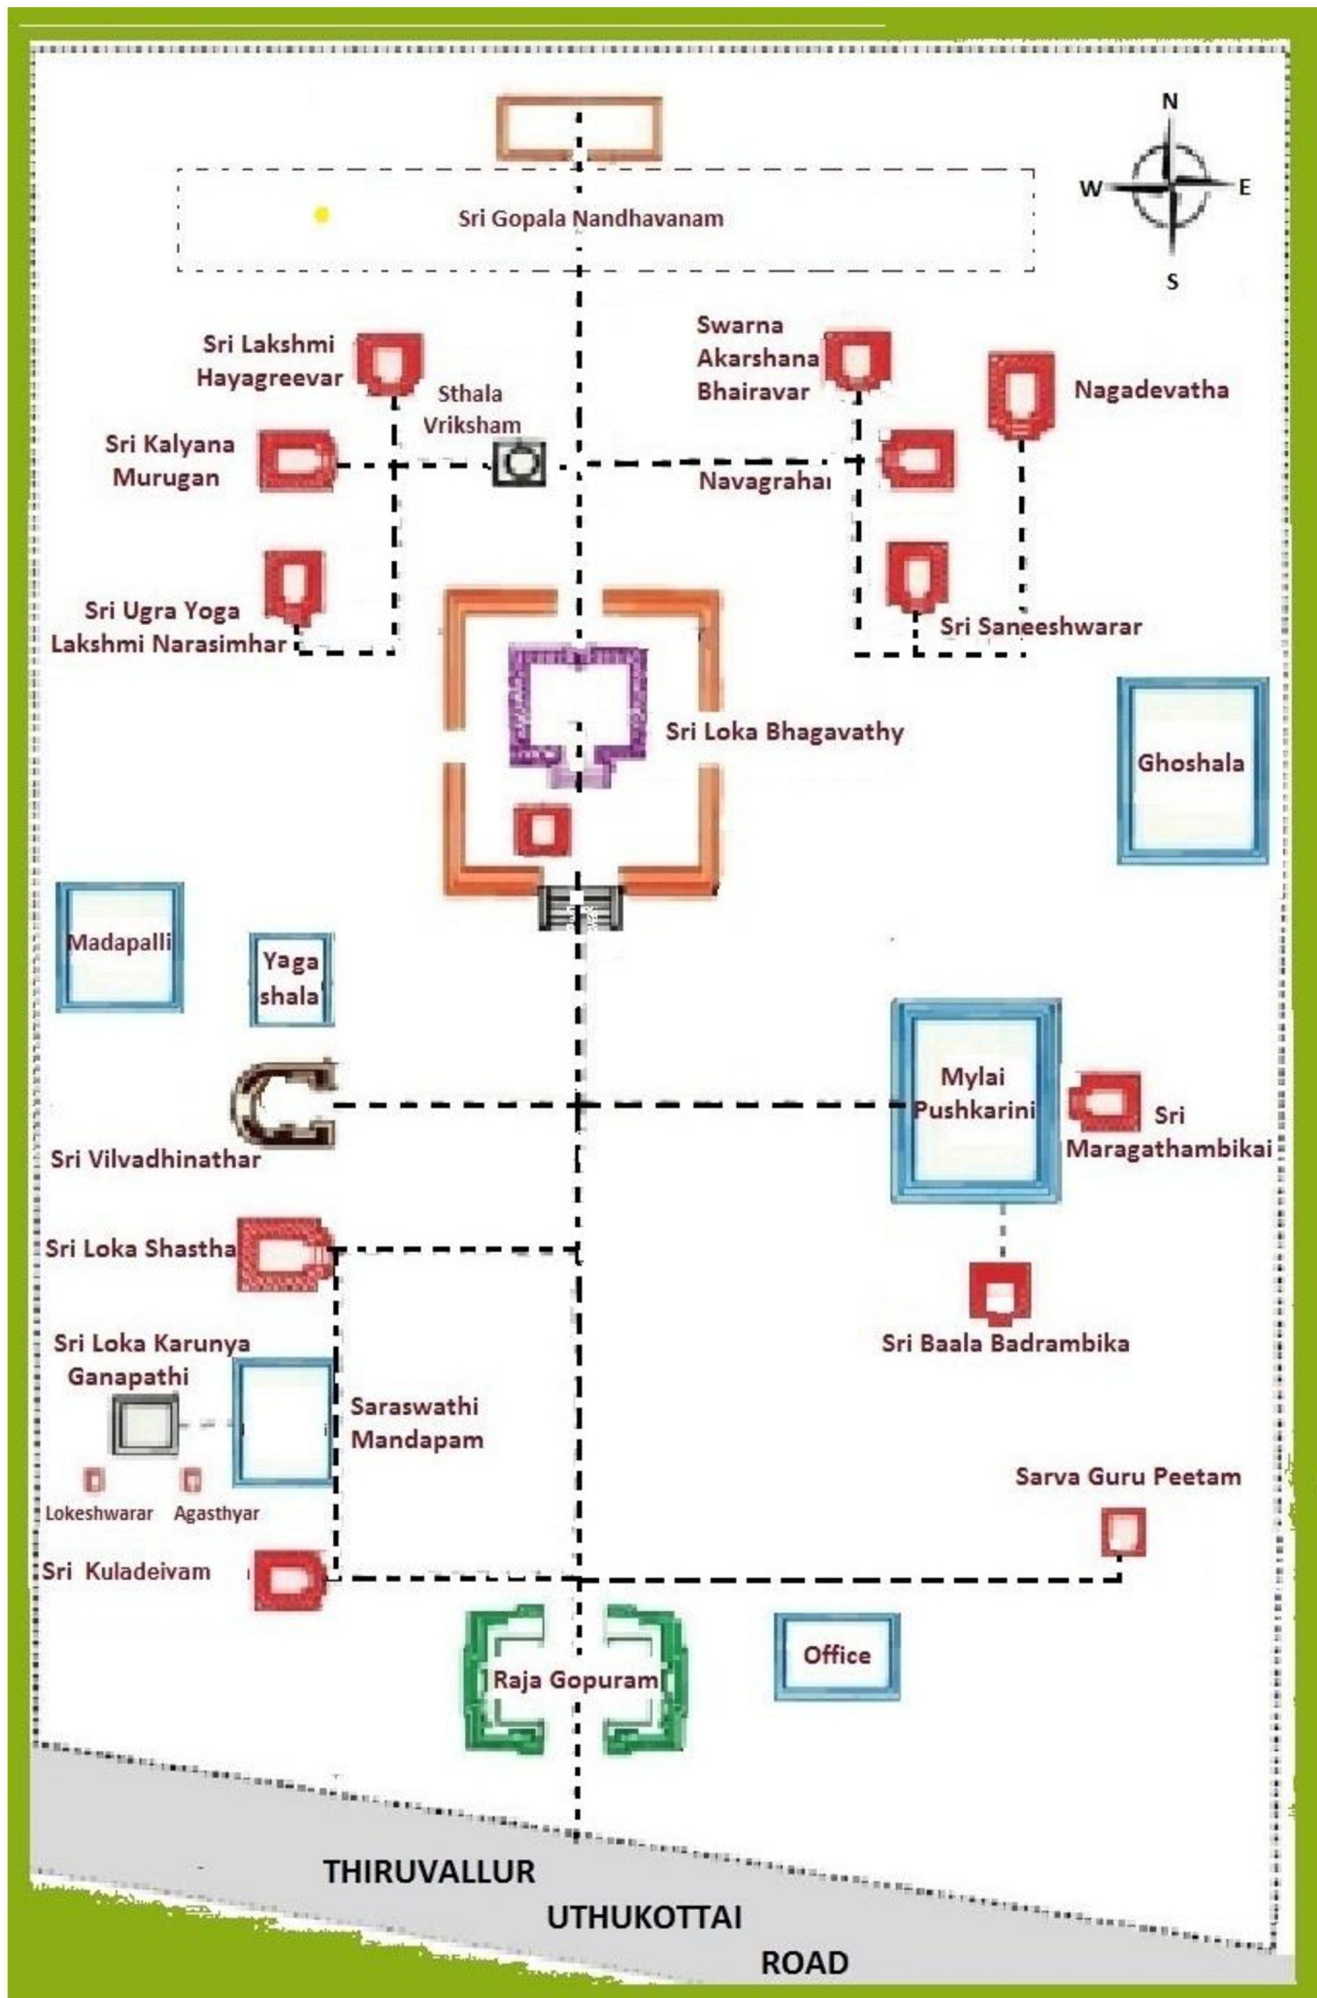 N
W
E
S
Sri Gopala Nandhavanam
Sri Lakshmi
Hayagreevar
Sthala
Vriksham
Swarna
Akarshana
Bhairavar
Nagadevatha
Sri Kalyana
Murugan
Navagrahar
Sri Ugra Yoga
Lakshmi Narasimhar
Sri Saneeshwarar
Sri Loka Bhagavathy
Ghoshala
Madapalli
Yaga
shala
Mylai
Pushkarini
Sri
Maragathambikai
Sri Vilvadhinathar
Sri Loka Shastha
Sri Baala Badrambika
Sri Loka Karunya
Ganapathi
Saraswathi
Mandapam
Lokeshwarar
Agasthyar
Sarva Guru Peetam
Sri Kuladeivam
Raja Gopuram
Office
THIRUVALLUR
UTHUKOTTAI
ROAD